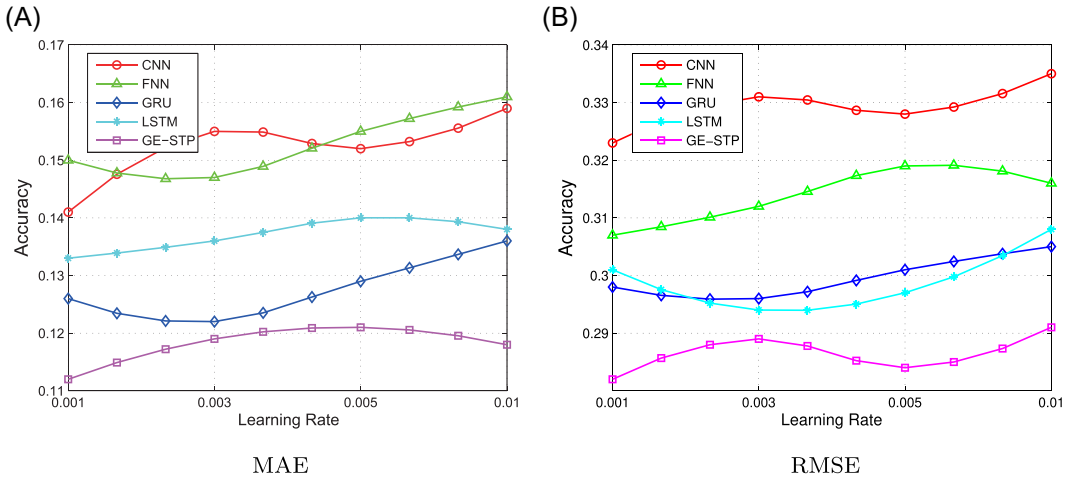 (A)
0.17
0.16
0.15
0.14
0.13
0.12
0.11
Accuracy
CNN
FNN
GRU
LSTM
GE-STP
0.001
0.003
0.005
0.01
Learning Rate
MAE
(B)
0.34
0.33
0.32
0.31
0.3
0.29
Accuracy
CNN
FNN
GRU
LSTM
GE-STP
0.001
0.003
0.005
0.01
Learning Rate
RMSE